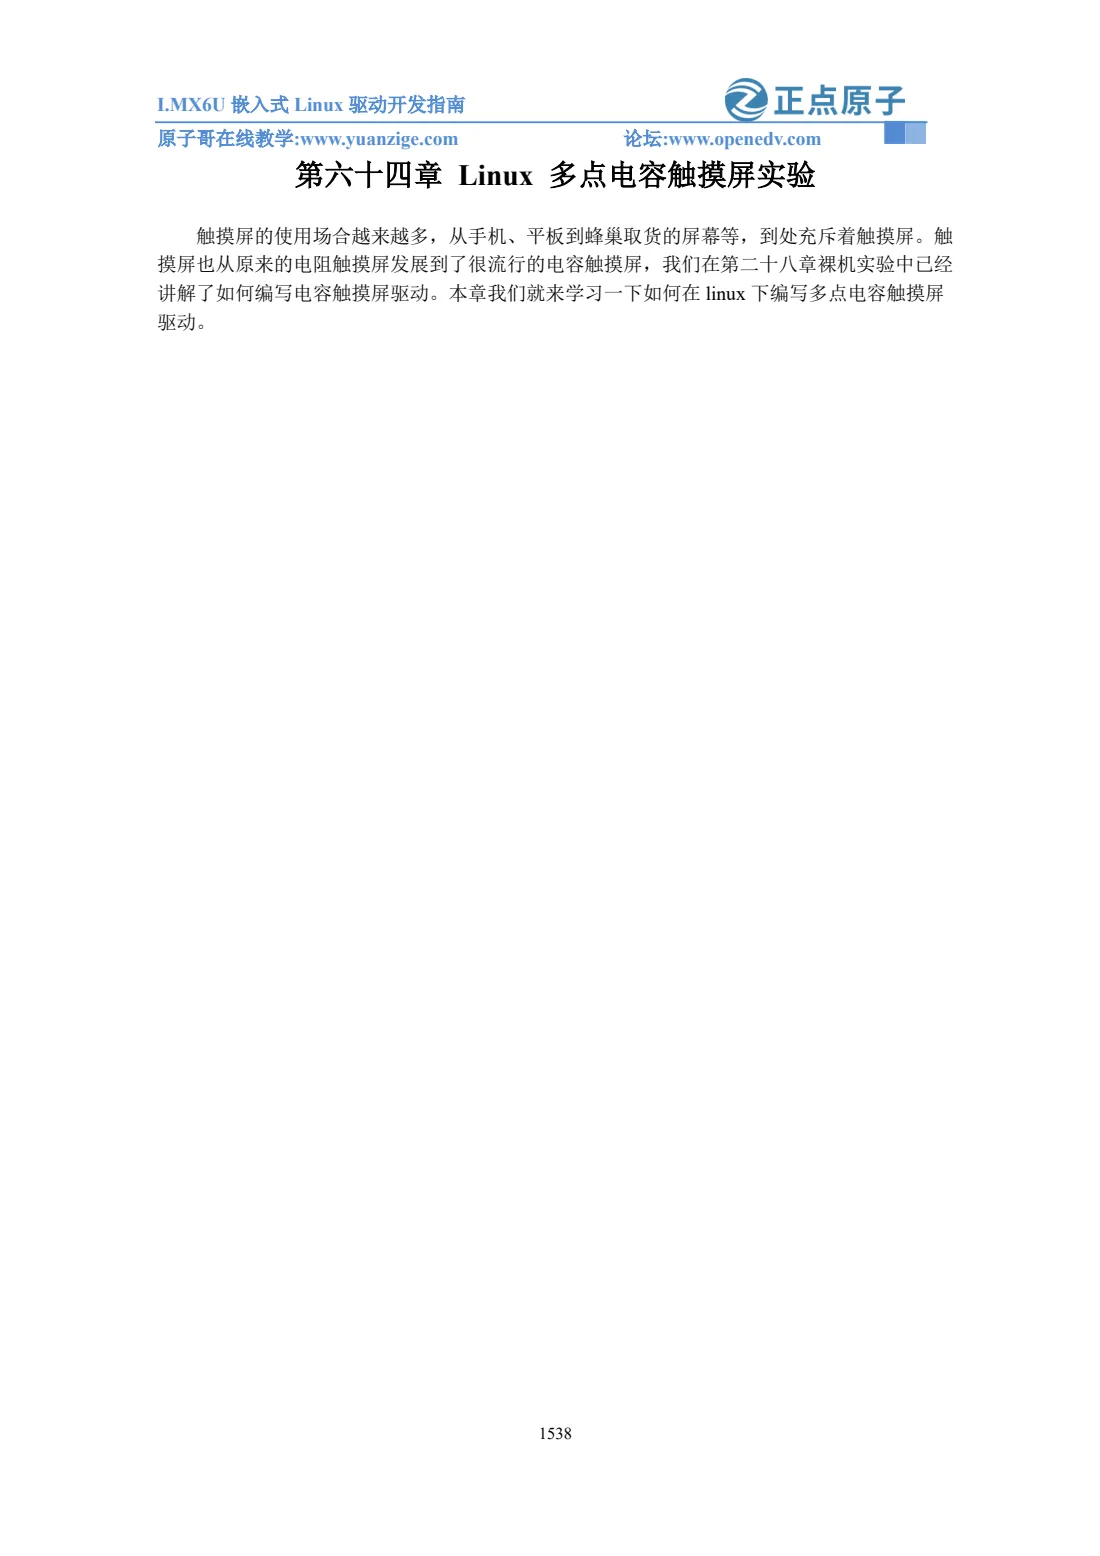 I.MX6U 嵌入式 Linux 驱动开发指南
正点原子
原子哥在线教学:www.yuanzige.com 论坛:www.openedv.com
第六十四章 Linux 多点电容触摸屏实验
触摸屏的使用场合越来越多，从手机、平板到蜂巢取货的屏幕等，到处充斥着触摸屏。触
摸屏也从原来的电阻触摸屏发展到了很流行的电容触摸屏，我们在第二十八章裸机实验中已经
讲解了如何编写电容触摸屏驱动。本章我们就来学习一下如何在 linux 下编写多点电容触摸屏
驱动。
1538